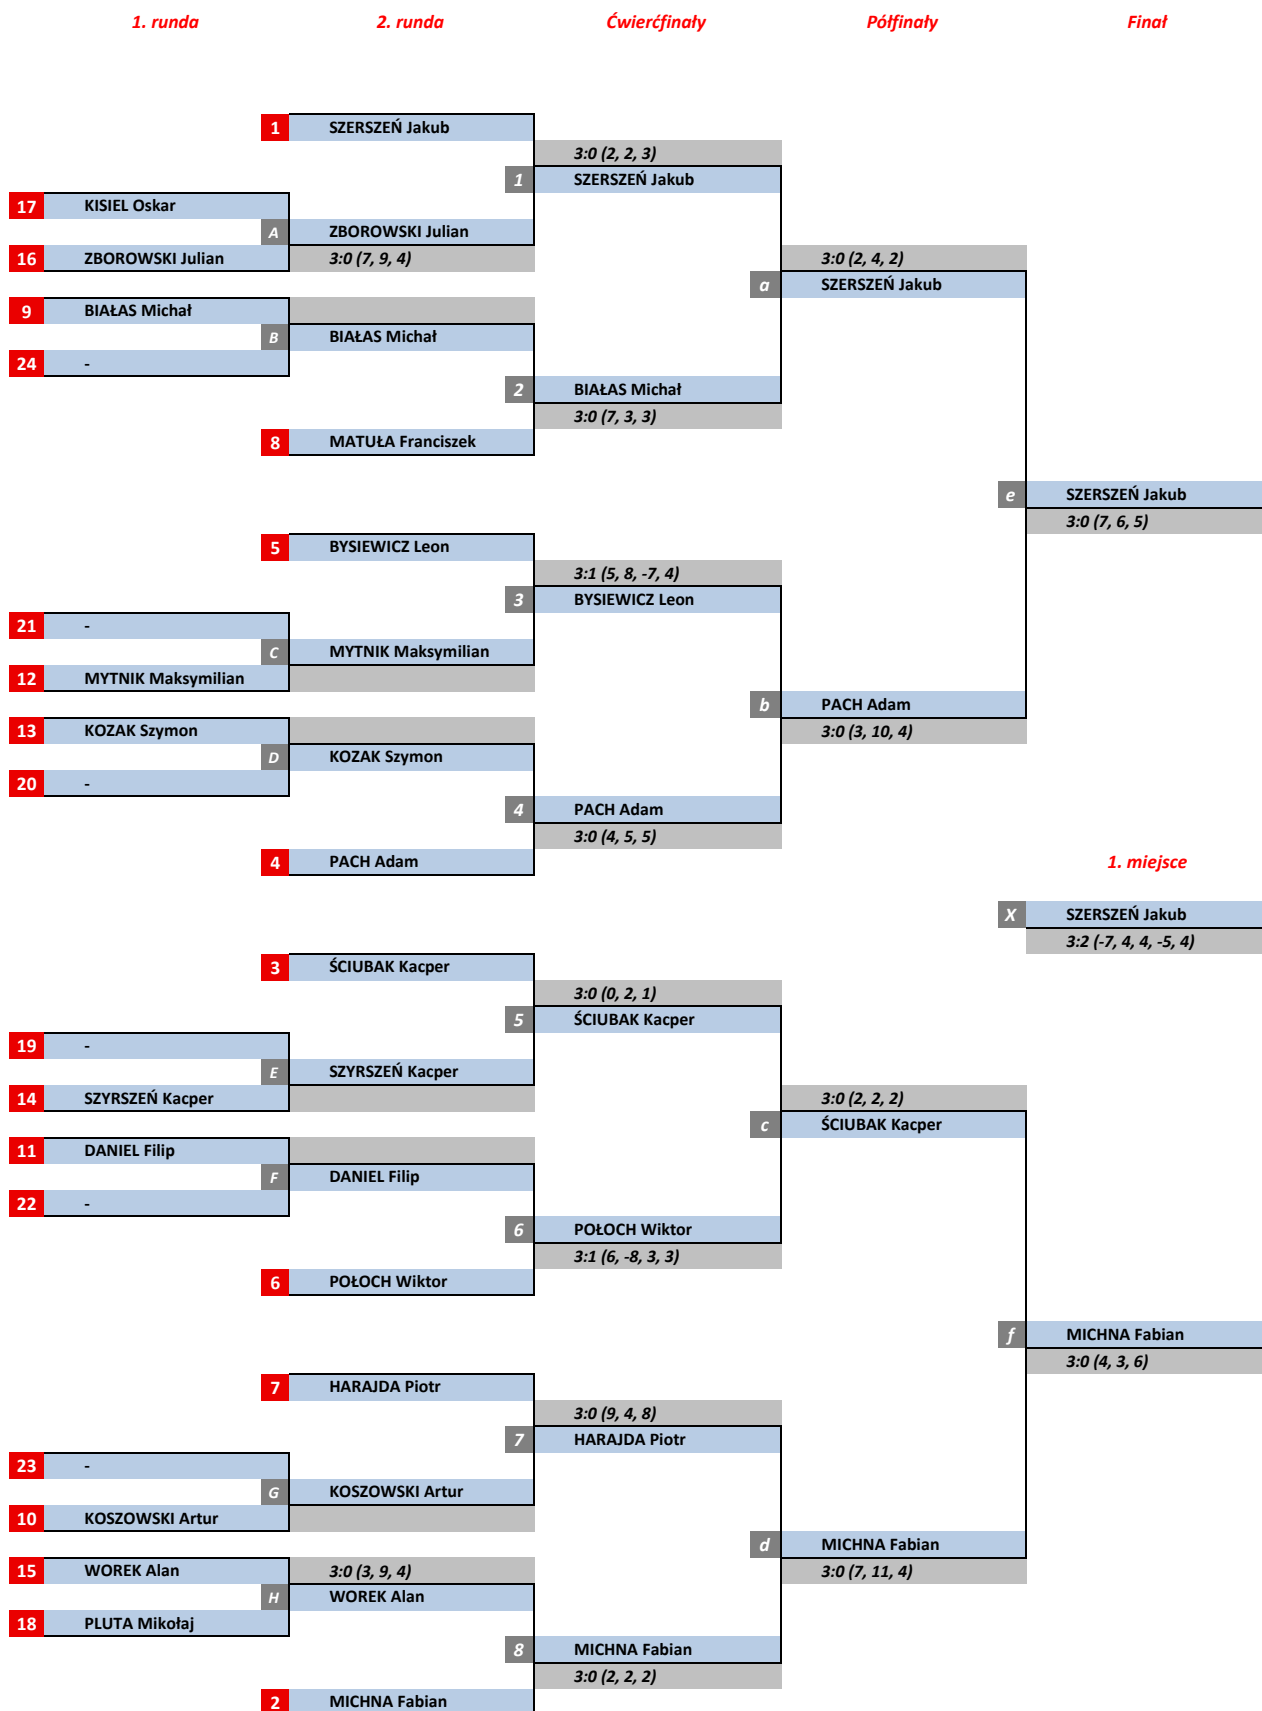 1. runda 2. runda Ćwierćfinały Półfinały Finał
1 SZERSZEŃ Jakub
3:0 (2, 2, 3)
1 SZERSZEŃ Jakub
17 KISIEL Oskar
A ZBOROWSKI Julian
16 ZBOROWSKI Julian 3:0 (7, 9, 4) 3:0 (2, 4, 2)
a SZERSZEŃ Jakub
9 BIAŁAS Michał
B BIAŁAS Michał
24 -
2 BIAŁAS Michał
3:0 (7, 3, 3)
8 MATUŁA Franciszek
e SZERSZEŃ Jakub
3:0 (7, 6, 5)
5 BYSIEWICZ Leon
3:1 (5, 8, -7, 4)
3 BYSIEWICZ Leon
21 -
C MYTNIK Maksymilian
12 MYTNIK Maksymilian
b PACH Adam
13 KOZAK Szymon 3:0 (3, 10, 4)
D KOZAK Szymon
20 -
4 PACH Adam
3:0 (4, 5, 5)
4 PACH Adam 1. miejsce
X SZERSZEŃ Jakub
3:2 (-7, 4, 4, -5, 4)
3 ŚCIUBAK Kacper
3:0 (0, 2, 1)
5 ŚCIUBAK Kacper
19 -
E SZYRSZEŃ Kacper
14 SZYRSZEŃ Kacper 3:0 (2, 2, 2)
c ŚCIUBAK Kacper
11 DANIEL Filip
F DANIEL Filip
22 -
6 POŁOCH Wiktor
3:1 (6, -8, 3, 3)
6 POŁOCH Wiktor
f MICHNA Fabian
3:0 (4, 3, 6)
7 HARAJDA Piotr
3:0 (9, 4, 8)
7 HARAJDA Piotr
23 -
G KOSZOWSKI Artur
10 KOSZOWSKI Artur
d MICHNA Fabian
15 WOREK Alan 3:0 (3, 9, 4) 3:0 (7, 11, 4)
H WOREK Alan
18 PLUTA Mikołaj
8 MICHNA Fabian
3:0 (2, 2, 2)
2 MICHNA Fabian